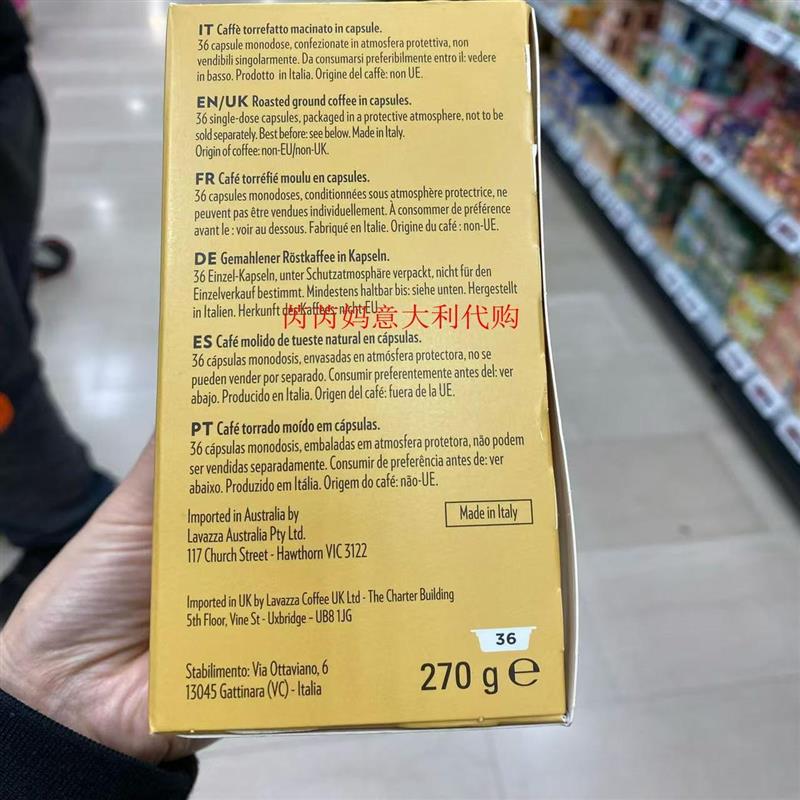 IT Caffè torrefatto macinato in capsule.
36 capsule monodose, confezionate in atmosfera protettiva, non
vendibili singolarmente. Da consumarsi preferibilmente entro il: vedere
in basso. Prodotto in Italia. Origine del caffè: non UE.
EN/UK Roasted ground coffee in capsules.
36 single-dose capsules, packaged in a protective atmosphere, not to be
sold separately. Best before: see below. Made in Italy.
Origin of coffee: non-EU/non-UK.
FR Café torréfié moulu en capsules.
36 capsules monodoses, conditionnées sous atmosphère protectrice, ne
peuvent pas être vendues individuellement. À consommer de préférence
avant le : voir au dessous. Fabriqué en Italie. Origine du café : non-UE.
DE Gemahlener Röstkaffee in Kapseln.
36 Einzel-Kapseln, unter Schutzatmosphäre verpackt, nicht für den
Einzelverkauf bestimmt. Mindestens haltbar bis: siehe unten. Hergestellt
in Italien. Herkunft des Kaffees: nicht EU.
芮芮妈意大利代购
ES Café molido de tueste natural en cápsulas.
36 cápsulas monodosis, envasadas en atmósfera protectora, no se
pueden vender por separado. Consumir preferentemente antes del: ver
abajo. Producido en Italia. Origen del café: fuera de la UE.
PT Café torrado moído em cápsulas.
36 cápsulas monodosis, embaladas em atmosfera protetora, não podem
ser vendidas separadamente. Consumir de preferência antes de: ver
abaixo. Produzido em Itália. Origem do café: não-UE.
Imported in Australia by
Lavazza Australia Pty Ltd.
117 Church Street - Hawthorn VIC 3122
Made in Italy
Imported in UK by Lavazza Coffee UK Ltd - The Charter Building
5th Floor, Vine St - Uxbridge - UB8 1JG
Stabilimento: Via Ottaviano, 6
13045 Gattinara (VC) - Italia
36
270 g e